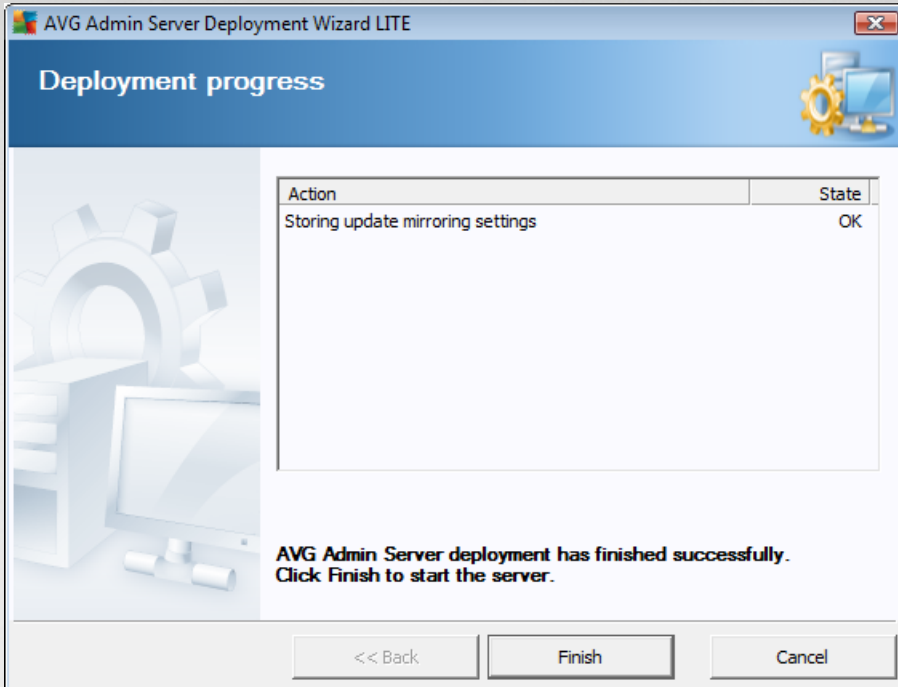 AVG Admin Server Deployment Wizard LITE
Deployment progress
Action State
Storing update mirroring settings OK
AVG Admin Server deployment has finished successfully.
Click Finish to start the server.
<< Back Finish Cancel